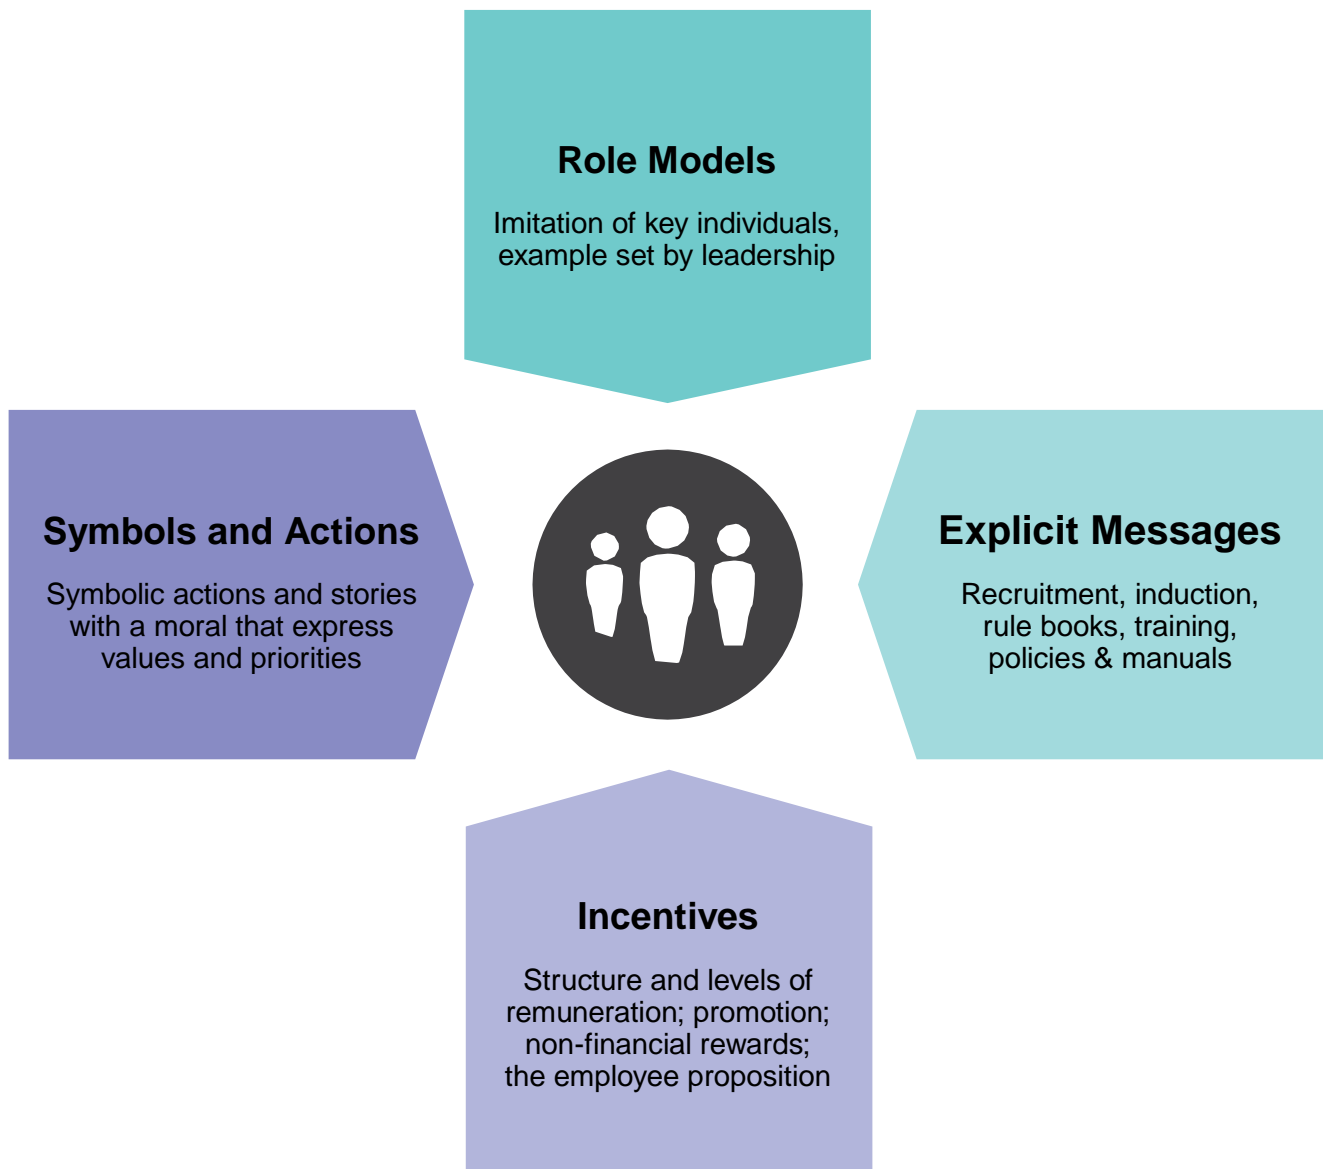 Role Models
Imitation of key individuals,
example set by leadership
Symbols and Actions
Symbolic actions and stories
with a moral that express
values and priorities
Explicit Messages
Recruitment, induction,
rule books, training,
policies & manuals
Incentives
Structure and levels of
remuneration; promotion;
non-financial rewards;
the employee proposition